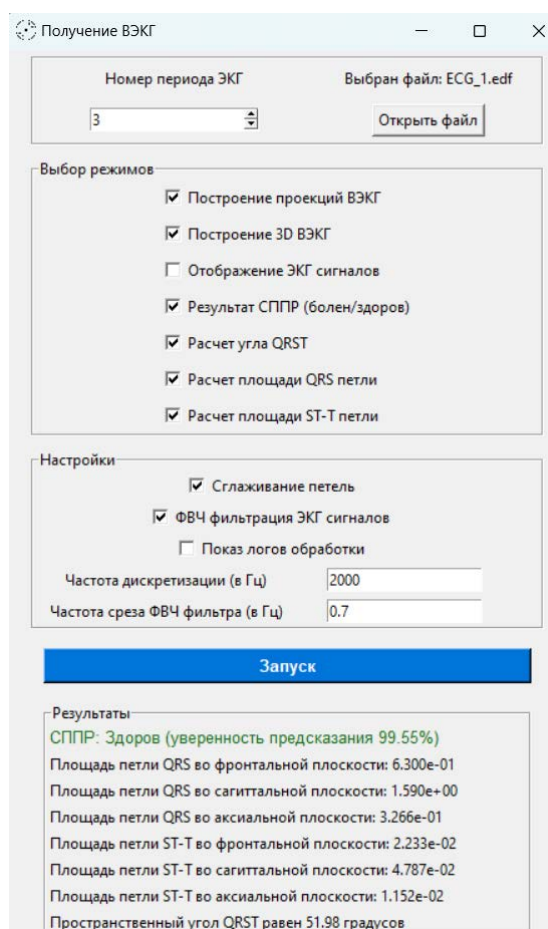 Получение ВЭКГ
Номер периода ЭКГ
Выбран файл: ECG_1.edf
3
Открыть файл
Выбор режимов
Построение проекций ВЭКГ
Построение 3D ВЭКГ
Отображение ЭКГ сигналов
Результат СППР (болен/здоров)
Расчет угла QRST
Расчет площади QRS петли
Расчет площади ST-T петли
Настройки
Сглаживание петель
ФВЧ фильтрация ЭКГ сигналов
Показ логов обработки
Частота дискретизации (в Гц) 2000
Частота среза ФВЧ фильтра (в Гц) 0.7
Запуск
Результаты
СППР: Здоров (уверенность предсказания 99.55%)
Площадь петли QRS во фронтальной плоскости: 6.300e-01
Площадь петли QRS во сагиттальной плоскости: 1.590e+00
Площадь петли QRS во аксиальной плоскости: 3.266e-01
Площадь петли ST-T во фронтальной плоскости: 2.233e-02
Площадь петли ST-T во сагиттальной плоскости: 4.787e-02
Площадь петли ST-T во аксиальной плоскости: 1.152e-02
Пространственный угол QRST равен 51.98 градусов